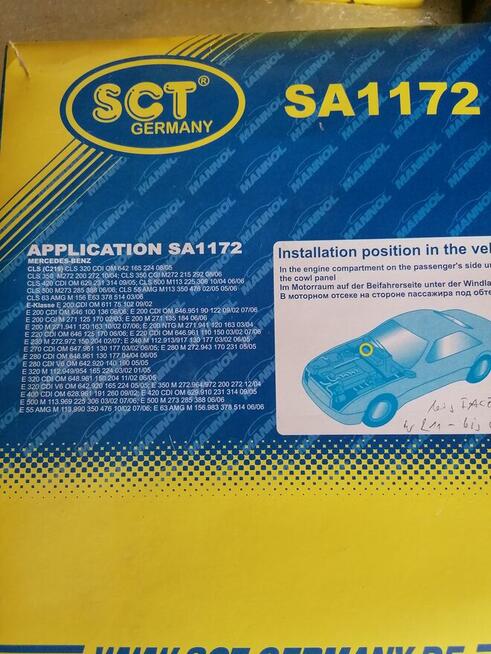 SCT®
GERMANY
SA1172
APPLICATION SA1172
MERCEDES-BENZ
CLS (C219) CLS 320 CDI OM 642 165 224 08/05
CLS 350 M272 200 272 10/04; CLS 350 CGI M272 215 292 08/06
CLS 420 CDI OM 629 231 314 09/05; CLS 500 M113 225 306 10/04 06/06
CLS 500 M273 285 388 06/06; CLS 55 AMG M113 350 476 02/05 05/06
CLS 63 AMG M 156 E63 378 514 03/06
E-Klasse E 200 CDI OM 611 75 102 09/02
E 200 CDI OM 646 100 136 06/06; E 200 CDI OM 646.951 90 122 09/02 07/06
E 200 CGI M 271 125 170 02/03; E 200 M 271 135 184 06/06
E 200 M 271.941 120 163 10/02 07/06; E 200 NTG M 271 941 120 163 03/04
E 220 CDI OM 646 125 170 06/06; E 220 CDI OM 646.961 110 150 03/02 07/06
E 230 M 272.972 150 204 02/07; E 240 M 112.913/917 130 177 03/02 06/05
E 270 CDI OM 647.961 130 177 03/02 06/05; E 280 M 272.943 170 231 05/05
E 280 CDI OM 648.961 130 177 04/04 06/05
E 280 CDI V6 OM 642.920 140 190 05/05
E 320 M 112.949/954 165 224 03/02 01/05
E 320 CDI OM 648.961 150 204 11/02 06/06
E 320 CDI V6 OM 642.920 165 224 05/05; E 350 M 272.964/972 200 272 12/04
E 400 CDI OM 628.961 191 260 09/02; E 420 CDI OM 629.910 231 314 09/05
E 500 M 113.969 225 306 03/02 07/06; E 500 M 273 285 388 06/06
E 55 AMG M 113.990 350 476 10/02 07/06; E 63 AMG M 156.983 378 514 06/06
Installation position in the veh
In the engine compartment on the passenger's side un
the cowl panel
Im Motorraum auf der Beifahrerseite unter der Windla
В моторном отсеке на стороне пассажира под обте
MANNOL
WWW.SCT-GERMANY.DE